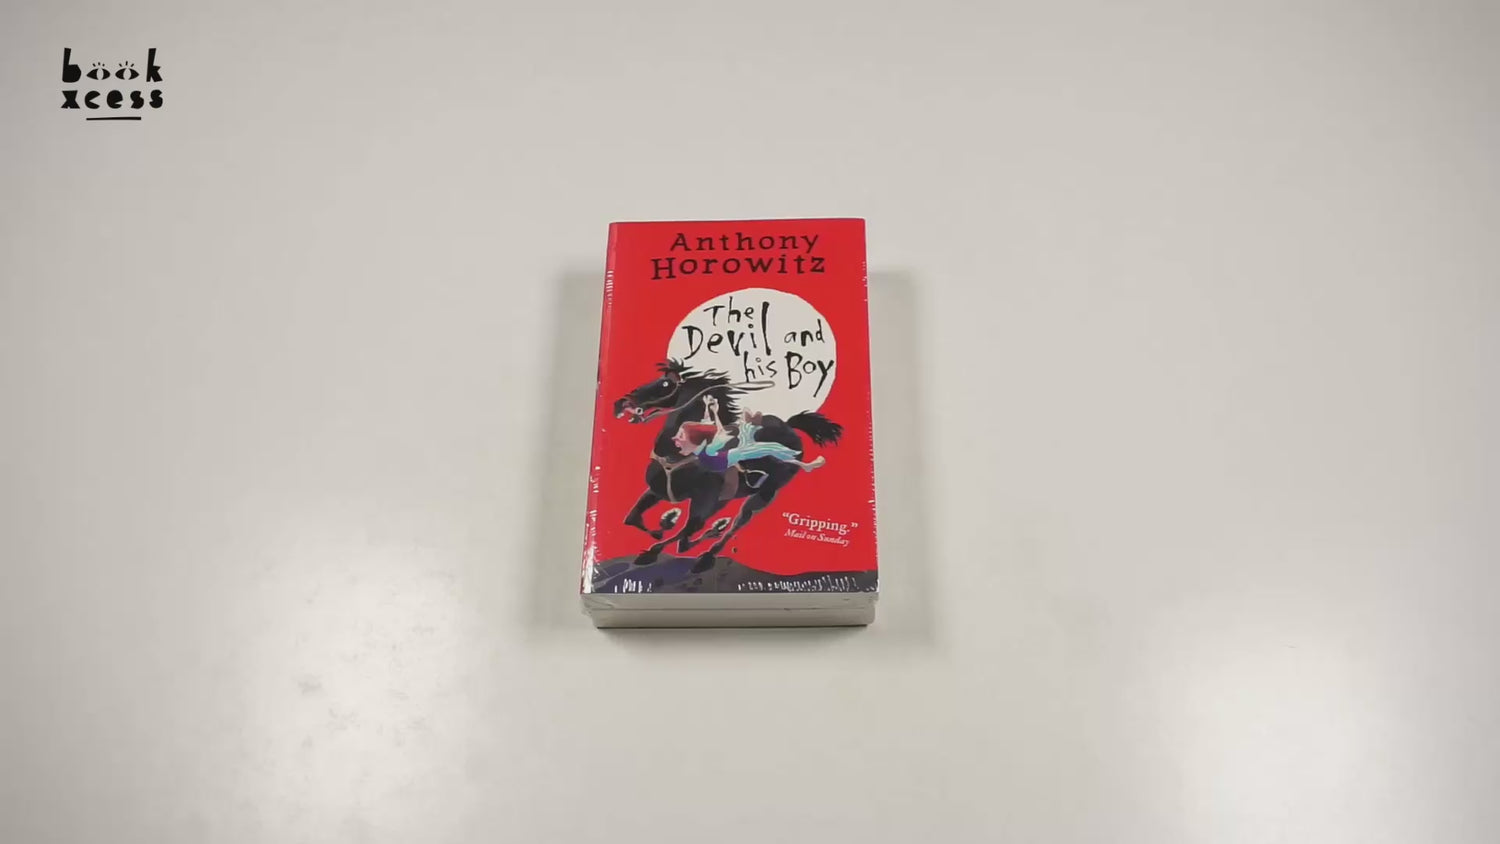 book
xcess
Anthony
Horowitz
The
Devil and
his Boy
"Gripping."
Mail on Sunday